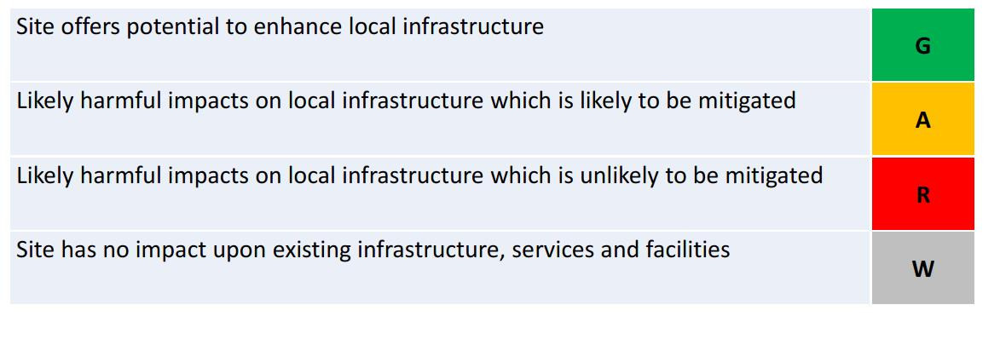 Site offers potential to enhance local infrastructure
G
Likely harmful impacts on local infrastructure which is likely to be mitigated
A
Likely harmful impacts on local infrastructure which is unlikely to be mitigated
R
Site has no impact upon existing infrastructure, services and facilities
W